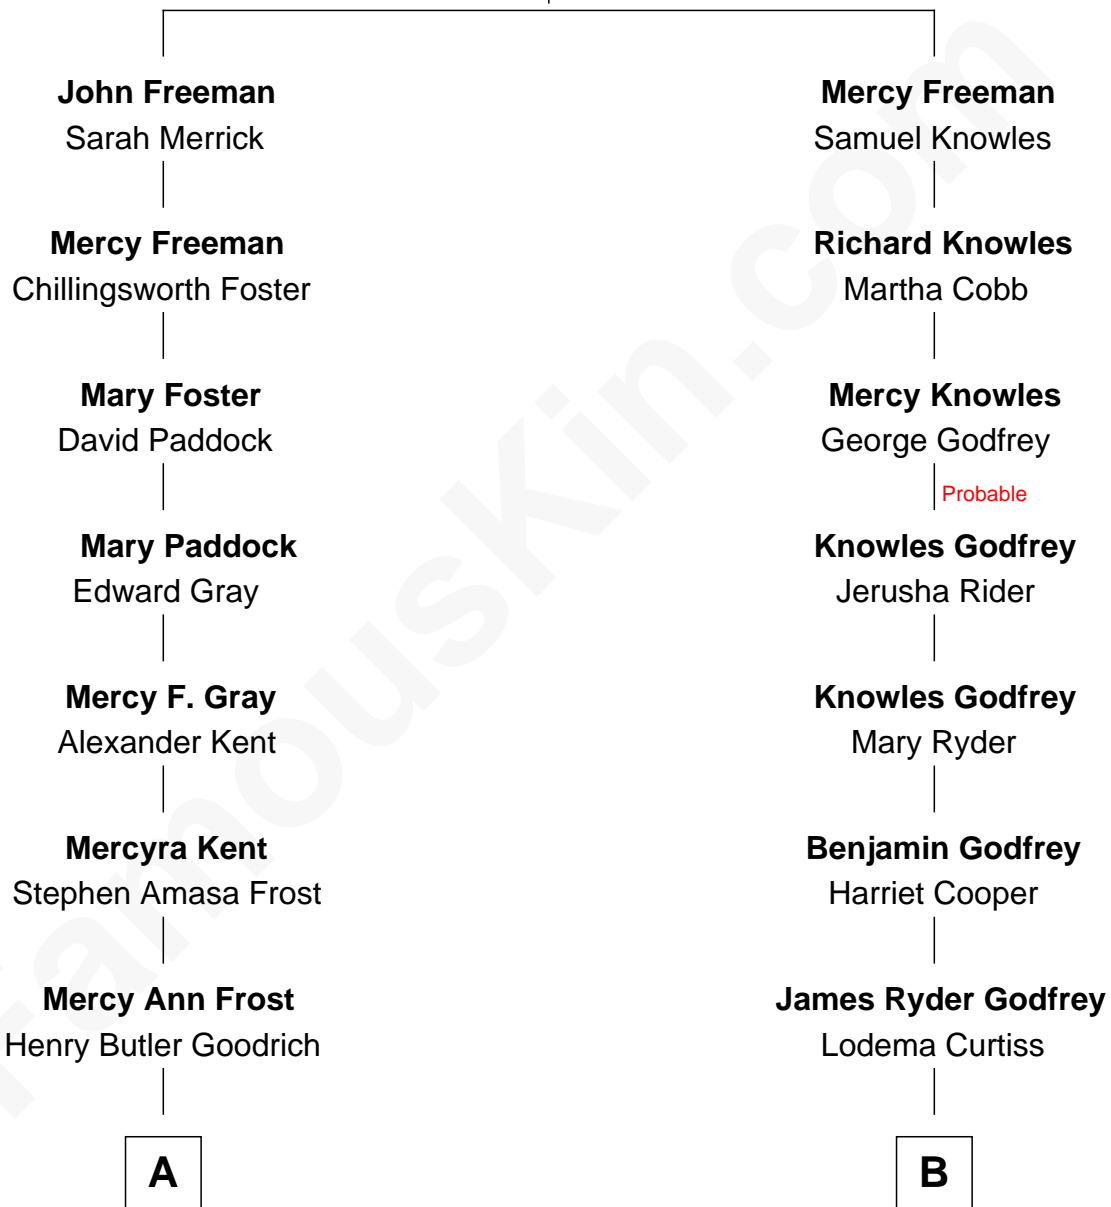 John Freeman
Sarah Merrick
Mercy Freeman
Chillingsworth Foster
Mary Foster
David Paddock
Mary Paddock
Edward Gray
Mercy F. Gray
Alexander Kent
Mercyra Kent
Stephen Amasa Frost
Mercy Ann Frost
Henry Butler Goodrich
A
Mercy Freeman
Samuel Knowles
Richard Knowles
Martha Cobb
Mercy Knowles
George Godfrey
Probable
Knowles Godfrey
Jerusha Rider
Knowles Godfrey
Mary Ryder
Benjamin Godfrey
Harriet Cooper
James Ryder Godfrey
Lodema Curtiss
B
FamousKin.com